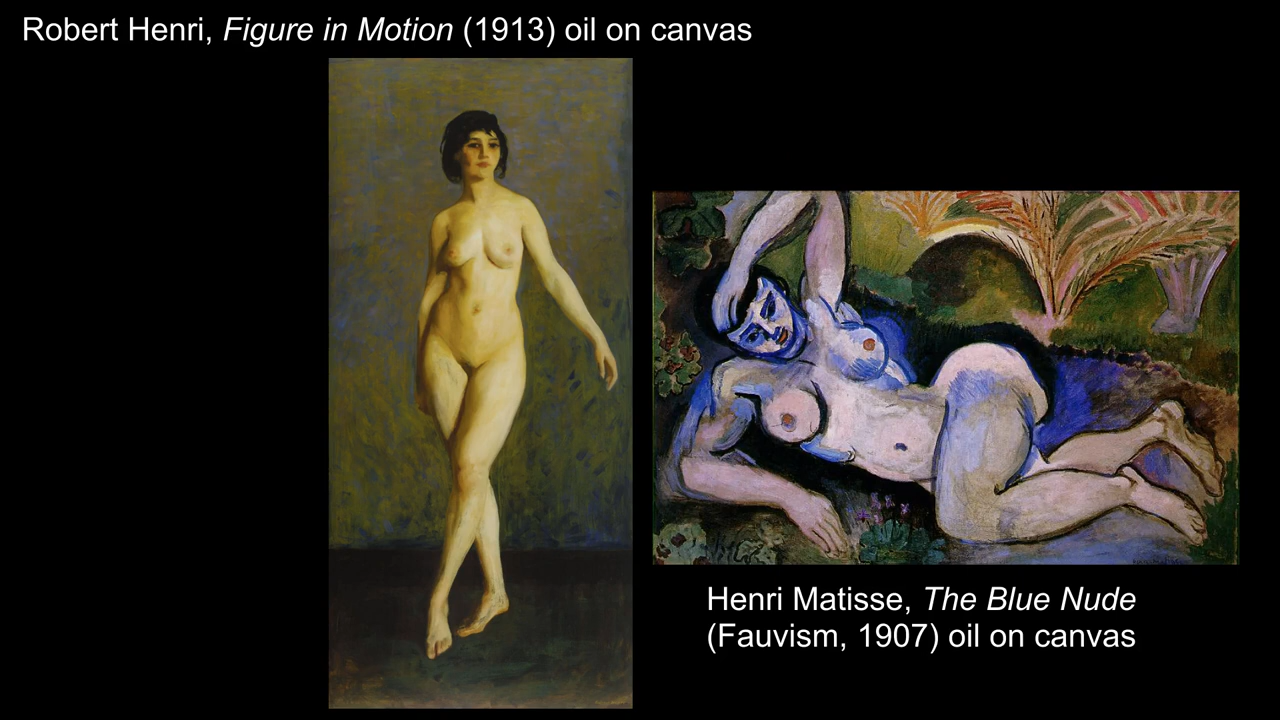 Robert Henri, Figure in Motion (1913) oil on canvas
Henri Matisse, The Blue Nude
(Fauvism, 1907) oil on canvas